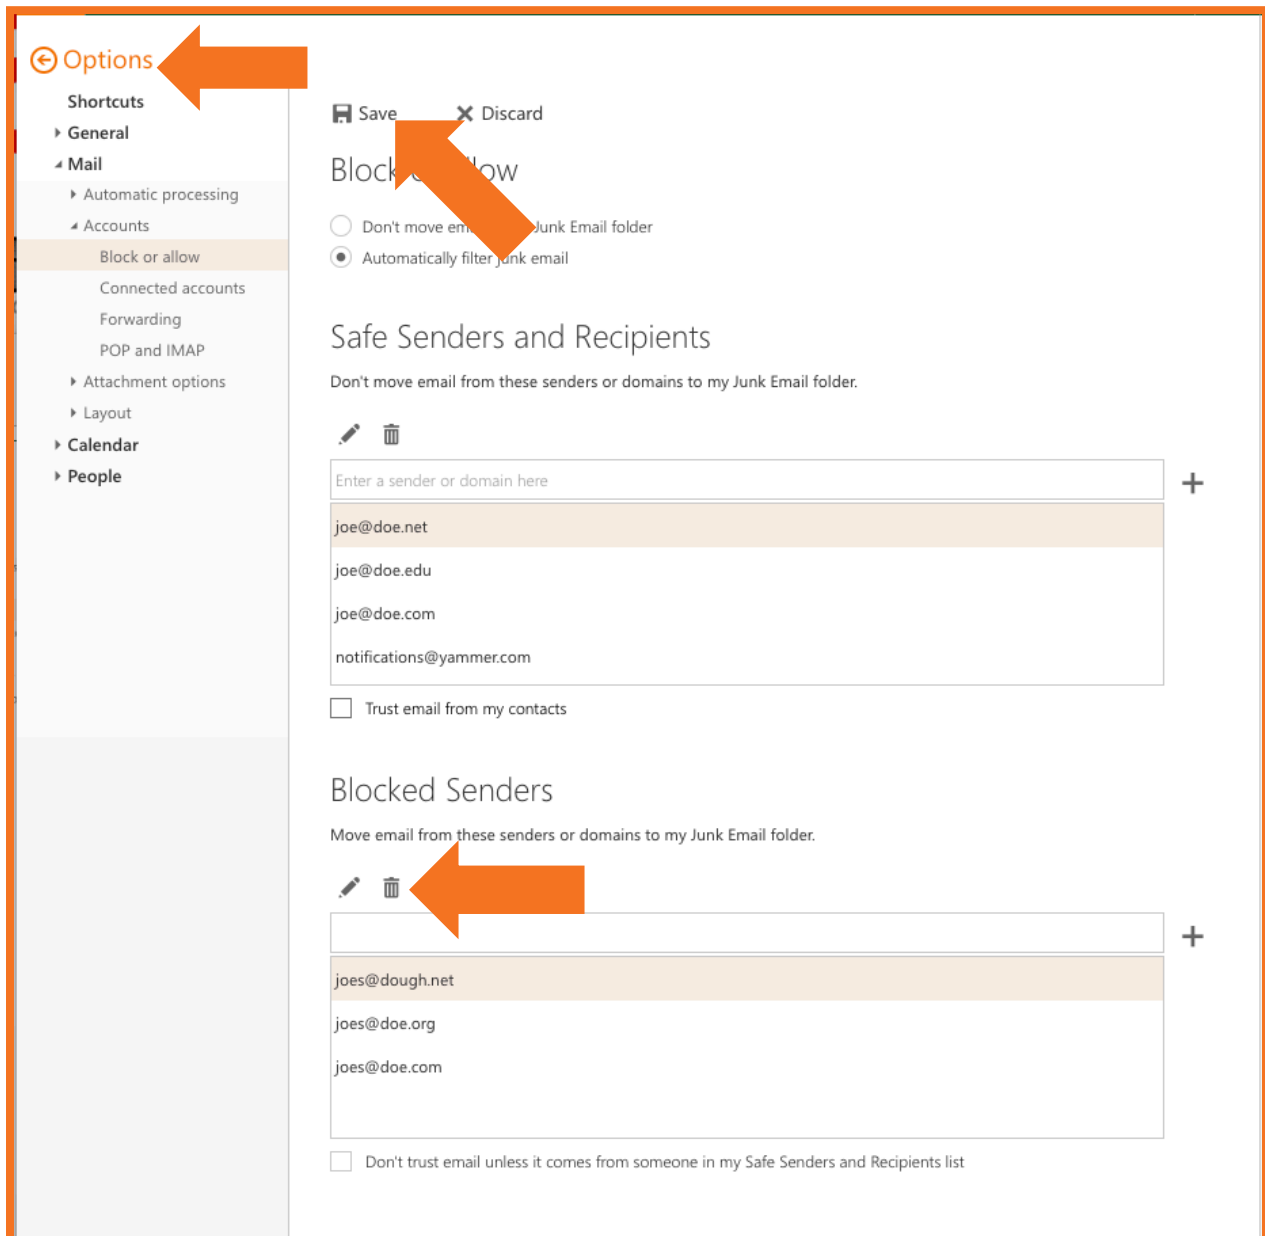 Options
Shortcuts
General
Mail
Automatic processing
Accounts
Block or allow
Connected accounts
Forwarding
POP and IMAP
Attachment options
Layout
Calendar
People
Save
Discard
Block ow
Don't move Junk Email folder
Automatically filter junk email
Safe Senders and Recipients
Don't move email from these senders or domains to my Junk Email folder.
Enter a sender or domain here
joe@doe.net
joe@doe.edu
joe@doe.com
notifications@yammer.com
Trust email from my contacts
Blocked Senders
Move email from these senders or domains to my Junk Email folder.
joes@dough.net
joes@doe.org
joes@doe.com
Don't trust email unless it comes from someone in my Safe Senders and Recipients list